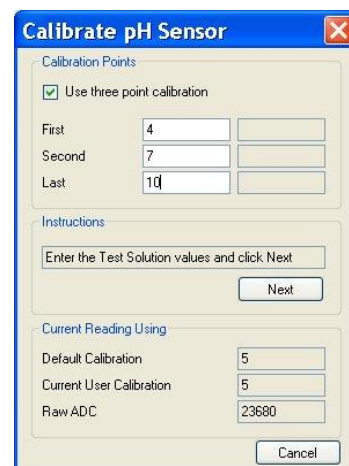 Calibrate pH Sensor
Calibration Points
Use three point calibration
First 4
Second 7
Last 10
Instructions
Enter the Test Solution values and click Next
Next
Current Reading Using
Default Calibration 5
Current User Calibration 5
Raw ADC 23680
Cancel